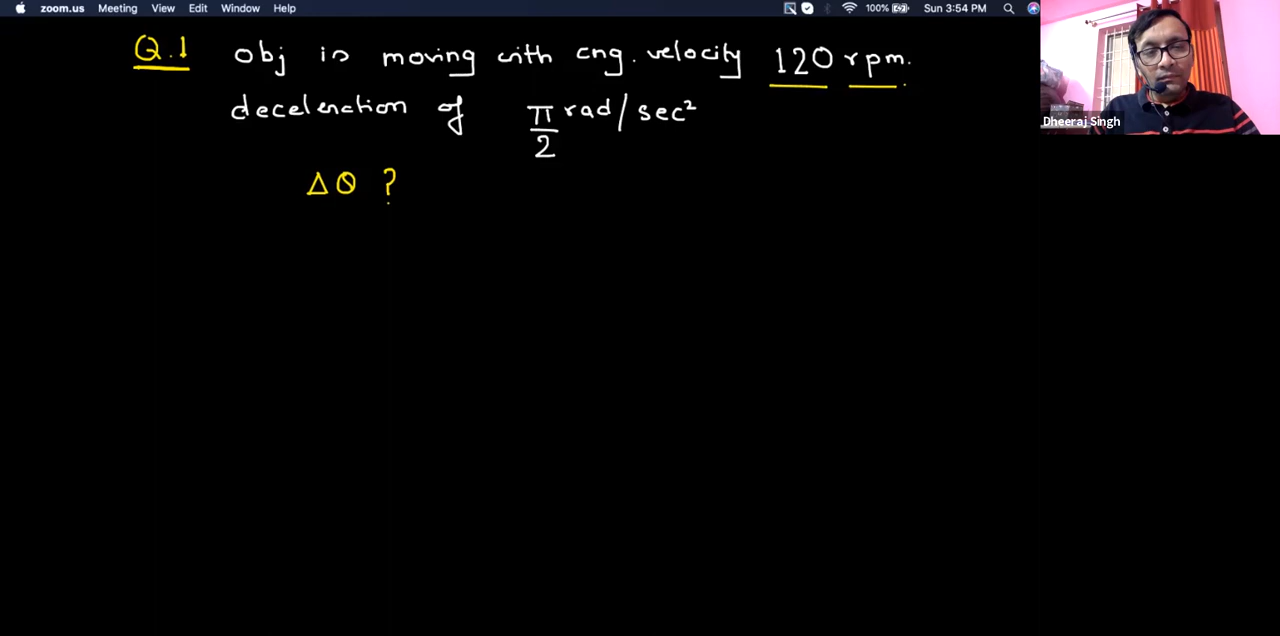 zoom.us Meeting View Edit Window Help 100% Sun 3:54 PM
Q.1 obj is moving with ang. velocity 120 rpm.
deceleration of π/2 rad/sec²
Δθ ?
Dheeraj Singh